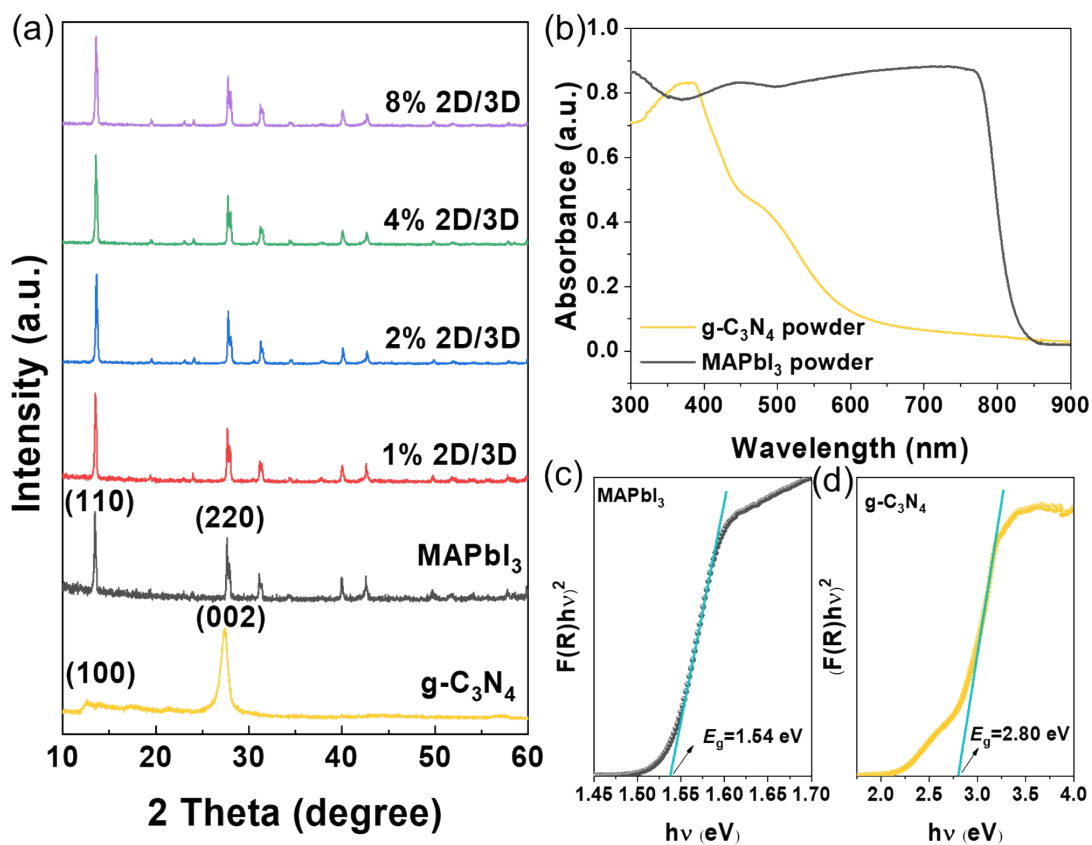 (a)
8% 2D/3D
4% 2D/3D
2% 2D/3D
1% 2D/3D
(110)
(220)
MAPbI₃
(002)
(100)
g-C₃N₄
Intensity (a.u.)
10 20 30 40 50 60
2 Theta (degree)
(b)
Absorbance (a.u.)
1.0
0.8
0.6
0.4
0.2
0.0
g-C₃N₄ powder
MAPbI₃ powder
300 400 500 600 700 800 900
Wavelength (nm)
(c)
MAPbI₃
F(R)hν)²
E_g=1.54 eV
1.45 1.50 1.55 1.60 1.65 1.70
hν (eV)
(d)
g-C₃N₄
(F(R)hν)²
E_g=2.80 eV
2.0 2.5 3.0 3.5 4.0
hν (eV)